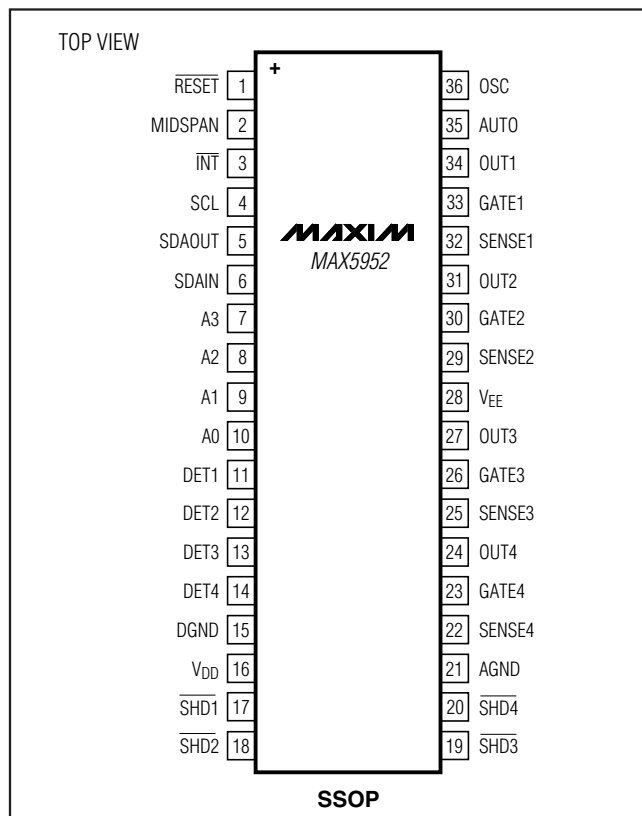 TOP VIEW
+
RESET 1
MIDSPAN 2
INT 3
SCL 4
SDAOUT 5
SDAIN 6
A3 7
A2 8
A1 9
A0 10
DET1 11
DET2 12
DET3 13
DET4 14
DGND 15
VDD 16
SHD1 17
SHD2 18
MAXIM
MAX5952
36 OSC
35 AUTO
34 OUT1
33 GATE1
32 SENSE1
31 OUT2
30 GATE2
29 SENSE2
28 VEE
27 OUT3
26 GATE3
25 SENSE3
24 OUT4
23 GATE4
22 SENSE4
21 AGND
20 SHD4
19 SHD3
SSOP